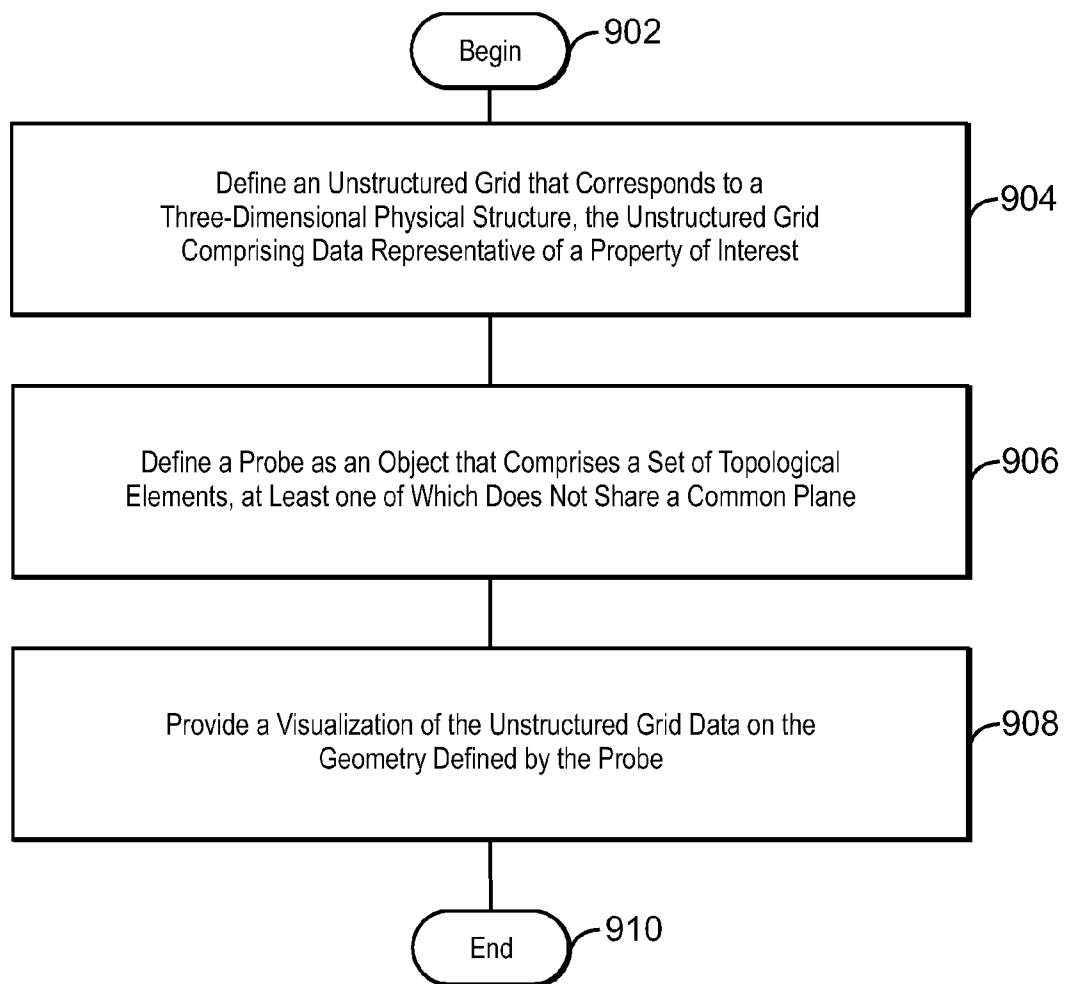 Begin
902
Define an Unstructured Grid that Corresponds to a
Three-Dimensional Physical Structure, the Unstructured Grid
Comprising Data Representative of a Property of Interest
904
Define a Probe as an Object that Comprises a Set of Topological
Elements, at Least one of Which Does Not Share a Common Plane
906
Provide a Visualization of the Unstructured Grid Data on the
Geometry Defined by the Probe
908
End
910